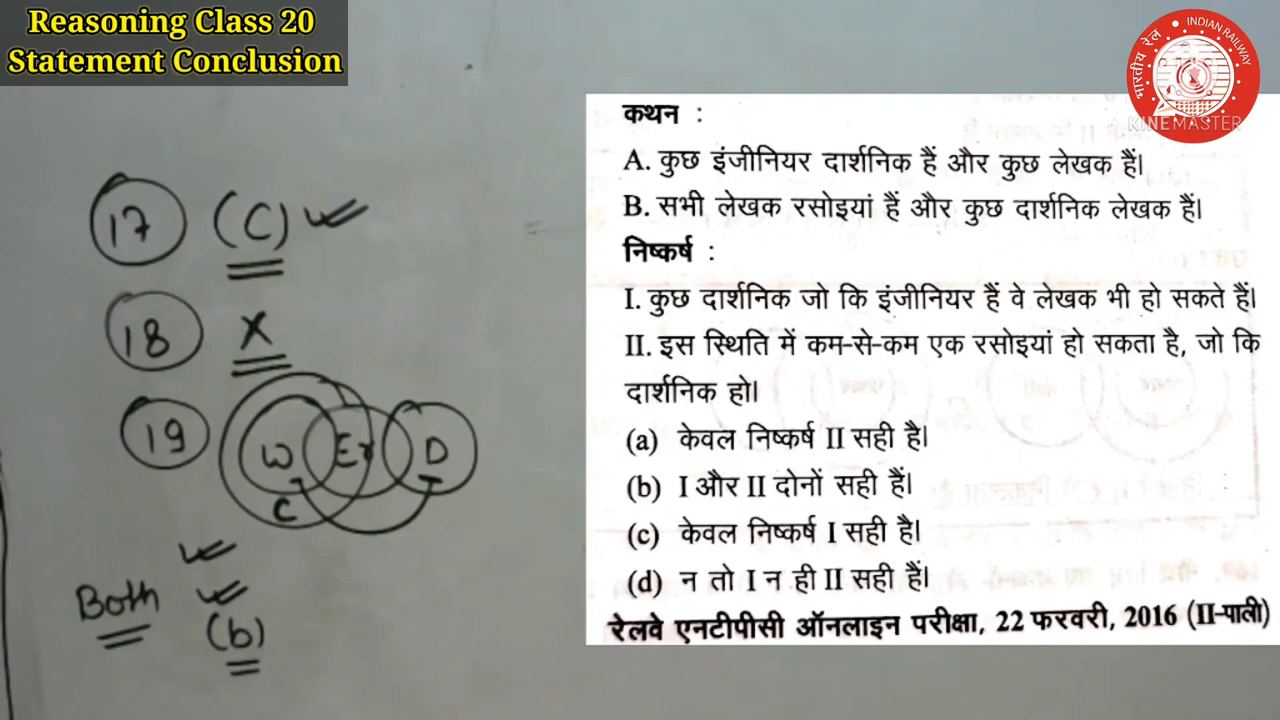 Reasoning Class 20
Statement Conclusion
भारतीय रेल
INDIAN RAILWAY
KINEMASTER
17 (C)
18 X
19
W
Er
D
C
Both
(b)
कथन :
A. कुछ इंजीनियर दार्शनिक हैं और कुछ लेखक हैं।
B. सभी लेखक रसोइयां हैं और कुछ दार्शनिक लेखक हैं।
निष्कर्ष :
I. कुछ दार्शनिक जो कि इंजीनियर हैं वे लेखक भी हो सकते हैं।
II. इस स्थिति में कम-से-कम एक रसोइयां हो सकता है, जो कि
दार्शनिक हो।
(a) केवल निष्कर्ष II सही है।
(b) I और II दोनों सही हैं।
(c) केवल निष्कर्ष I सही है।
(d) न तो I न ही II सही हैं।
रेलवे एनटीपीसी ऑनलाइन परीक्षा, 22 फरवरी, 2016 (II-पाली)